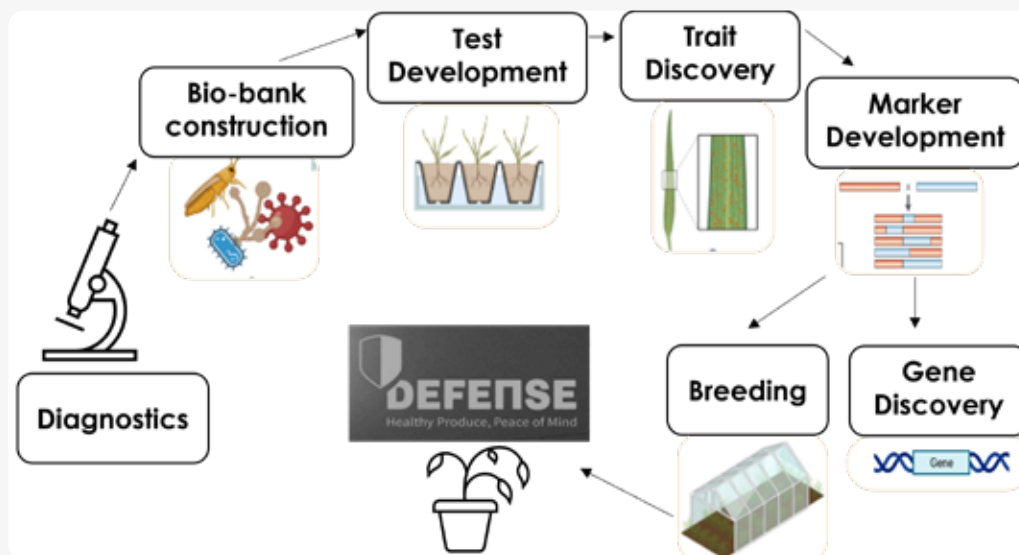 Diagnostics
Bio-bank
construction
Test
Development
Trait
Discovery
Marker
Development
x
Breeding
Gene
Discovery
Gene
DEFENSE
Healthy Produce, Peace of Mind